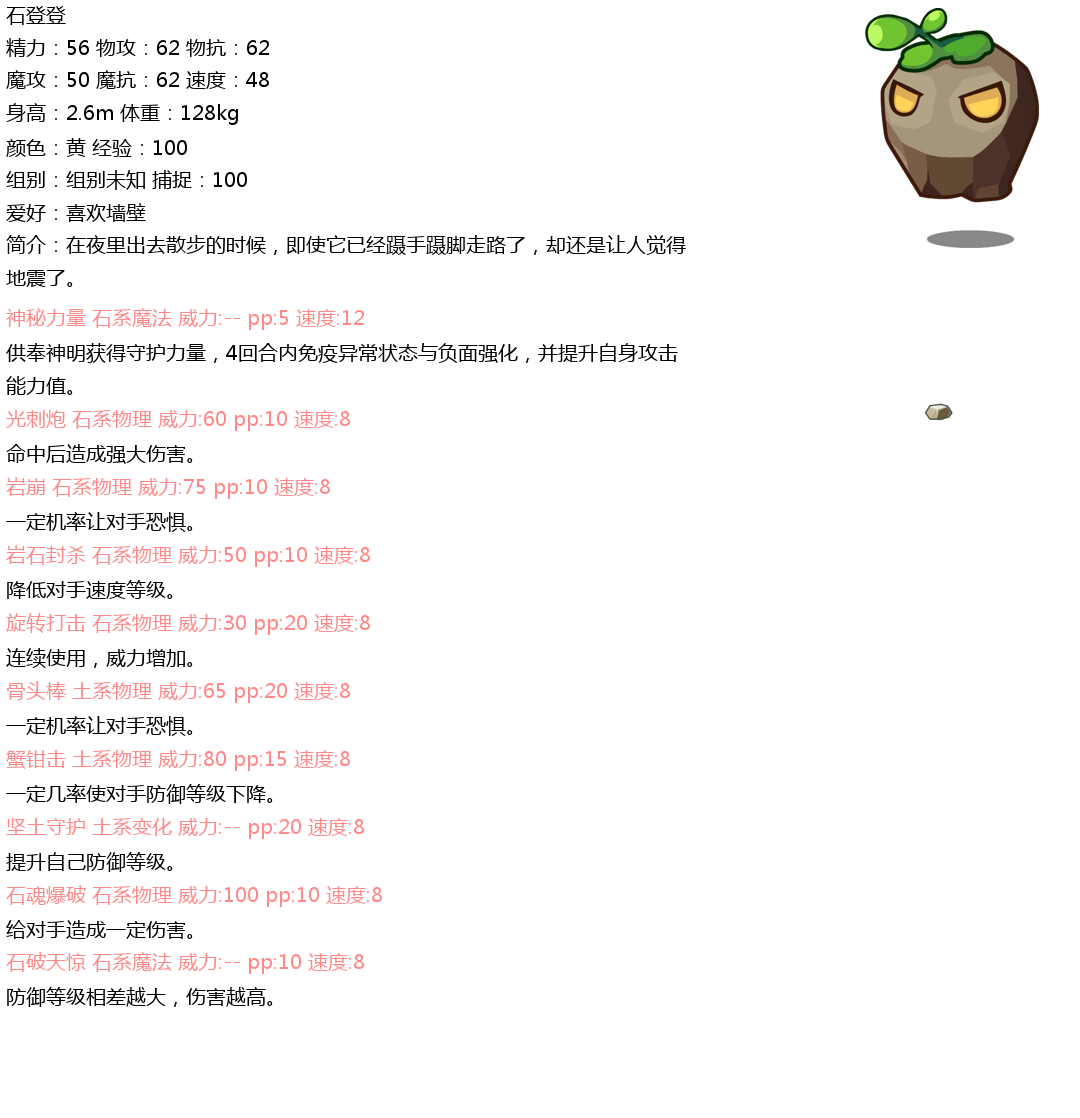 石登登
精力：56 物攻：62 物抗：62
魔攻：50 魔抗：62 速度：48
身高：2.6m 体重：128kg
颜色：黄 经验：100
组别：组别未知 捕捉：100
爱好：喜欢墙壁
简介：在夜里出去散步的时候，即使它已经蹑手蹑脚走路了，却还是让人觉得
地震了。
神秘力量 石系魔法 威力:-- pp:5 速度:12
供奉神明获得守护力量，4回合内免疫异常状态与负面强化，并提升自身攻击
能力值。
光刺炮 石系物理 威力:60 pp:10 速度:8
命中后造成强大伤害。
岩崩 石系物理 威力:75 pp:10 速度:8
一定机率让对手恐惧。
岩石封杀 石系物理 威力:50 pp:10 速度:8
降低对手速度等级。
旋转打击 石系物理 威力:30 pp:20 速度:8
连续使用，威力增加。
骨头棒 土系物理 威力:65 pp:20 速度:8
一定机率让对手恐惧。
蟹钳击 土系物理 威力:80 pp:15 速度:8
一定几率使对手防御等级下降。
坚土守护 土系变化 威力:-- pp:20 速度:8
提升自己防御等级。
石魂爆破 石系物理 威力:100 pp:10 速度:8
给对手造成一定伤害。
石破天惊 石系魔法 威力:-- pp:10 速度:8
防御等级相差越大，伤害越高。